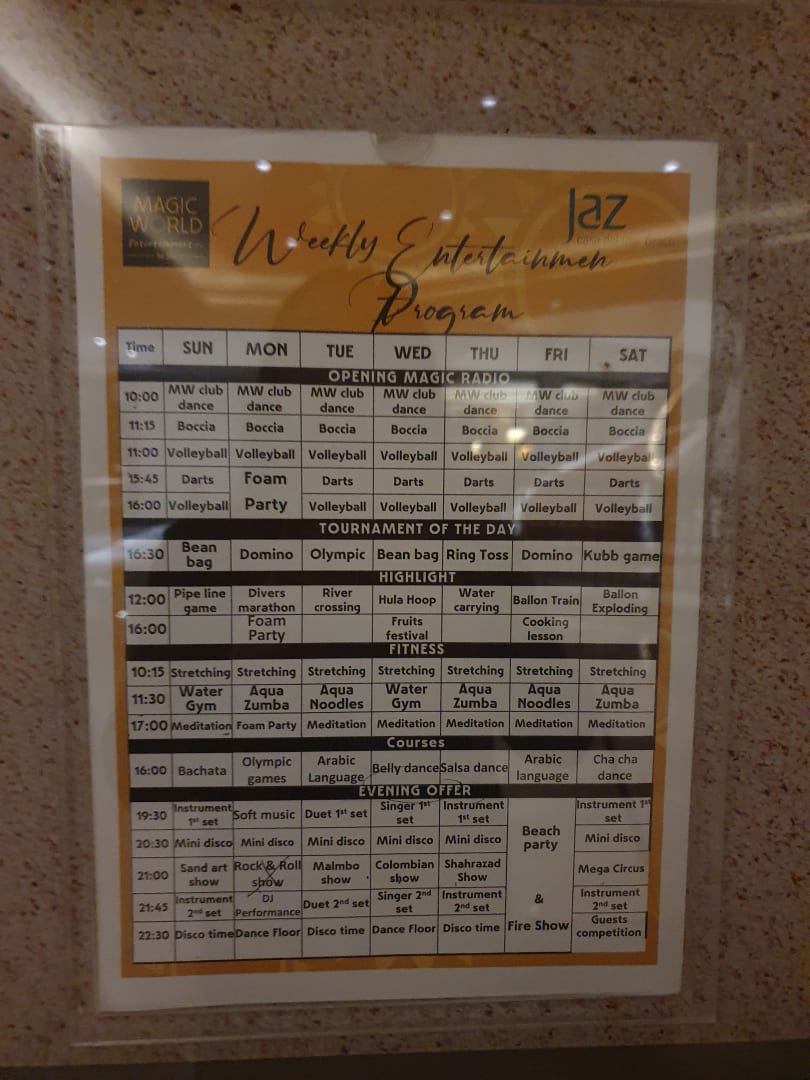 MAGIC
WORLD
Entertainment
Jaz
Weekly Entertainmen
Program
Time SUN MON TUE WED THU FRI SAT
OPENING MAGIC RADIO
10:00 MW club dance MW club dance MW club dance MW club dance MW club dance MW club dance MW club dance
11:15 Boccia Boccia Boccia Boccia Boccia Boccia Boccia
11:00 Volleyball Volleyball Volleyball Volleyball Volleyball Volleyball Volleyball
15:45 Darts Foam Party Darts Darts Darts Darts Darts
16:00 Volleyball Volleyball Volleyball Volleyball Volleyball Volleyball
TOURNAMENT OF THE DAY
16:30 Bean bag Domino Olympic Bean bag Ring Toss Domino Kubb game
HIGHLIGHT
12:00 Pipe line game Divers marathon River crossing Hula Hoop Water carrying Ballon Train Ballon Exploding
16:00 Foam Party Fruits festival Cooking lesson
FITNESS
10:15 Stretching Stretching Stretching Stretching Stretching Stretching Stretching
11:30 Water Gym Aqua Zumba Aqua Noodles Water Gym Aqua Zumba Aqua Noodles Aqua Zumba
17:00 Meditation Foam Party Meditation Meditation Meditation Meditation Meditation
Courses
16:00 Bachata Olympic games Arabic Language Belly dance Salsa dance Arabic language Cha cha dance
EVENING OFFER
19:30 Instrument 1st set Soft music Duet 1st set Singer 1st set Instrument 1st set Beach party & Fire Show Instrument 1st set
20:30 Mini disco Mini disco Mini disco Mini disco Mini disco Mini disco
21:00 Sand art show Rock & Roll show Malmbo show Colombian show Shahrazad Show Mega Circus
21:45 Instrument 2nd set DJ Performance Duet 2nd set Singer 2nd set Instrument 2nd set Instrument 2nd set
22:30 Disco time Dance Floor Disco time Dance Floor Disco time Guests competition